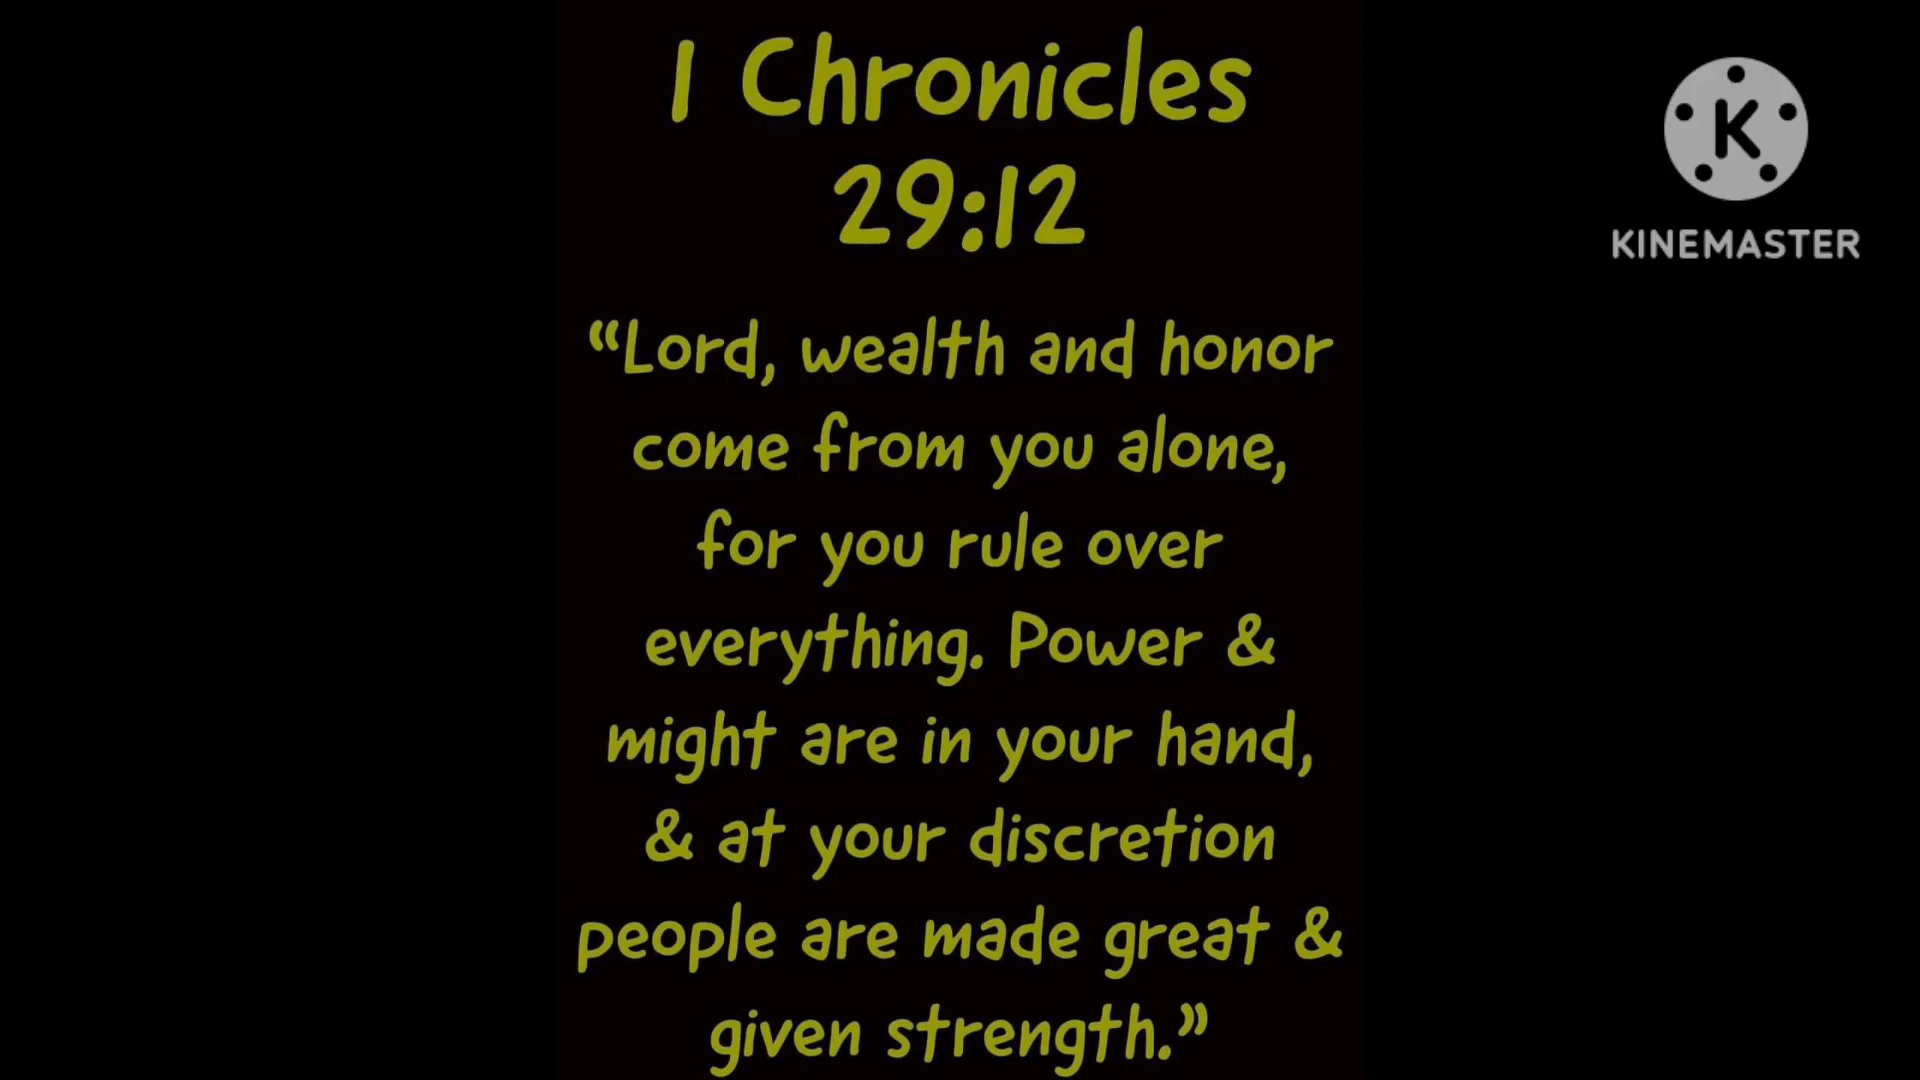 1 Chronicles
29:12
“Lord, wealth and honor
come from you alone,
for you rule over
everything. Power &
might are in your hand,
& at your discretion
people are made great &
given strength.”
K
KINEMASTER